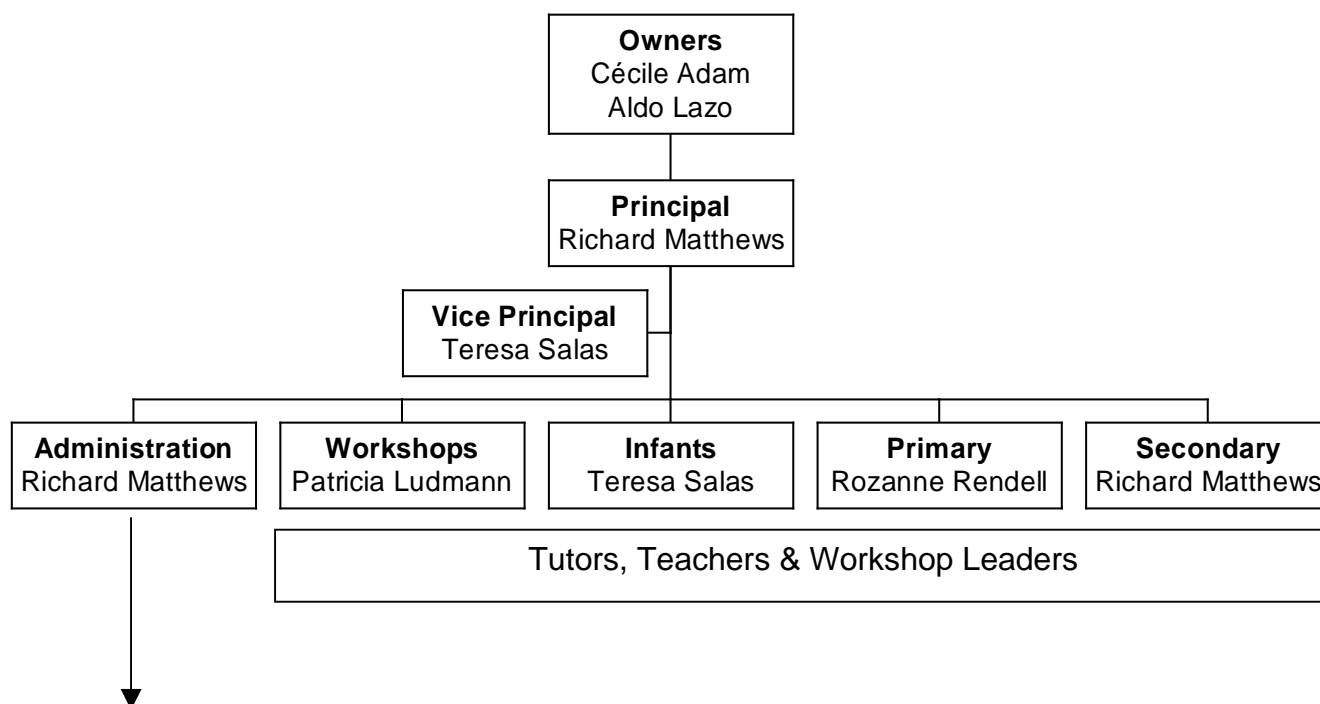 Owners
Cécile Adam
Aldo Lazo
Principal
Richard Matthews
Vice Principal
Teresa Salas
Administration
Richard Matthews
Workshops
Patricia Ludmann
Infants
Teresa Salas
Primary
Rozanne Rendell
Secondary
Richard Matthews
Tutors, Teachers & Workshop Leaders